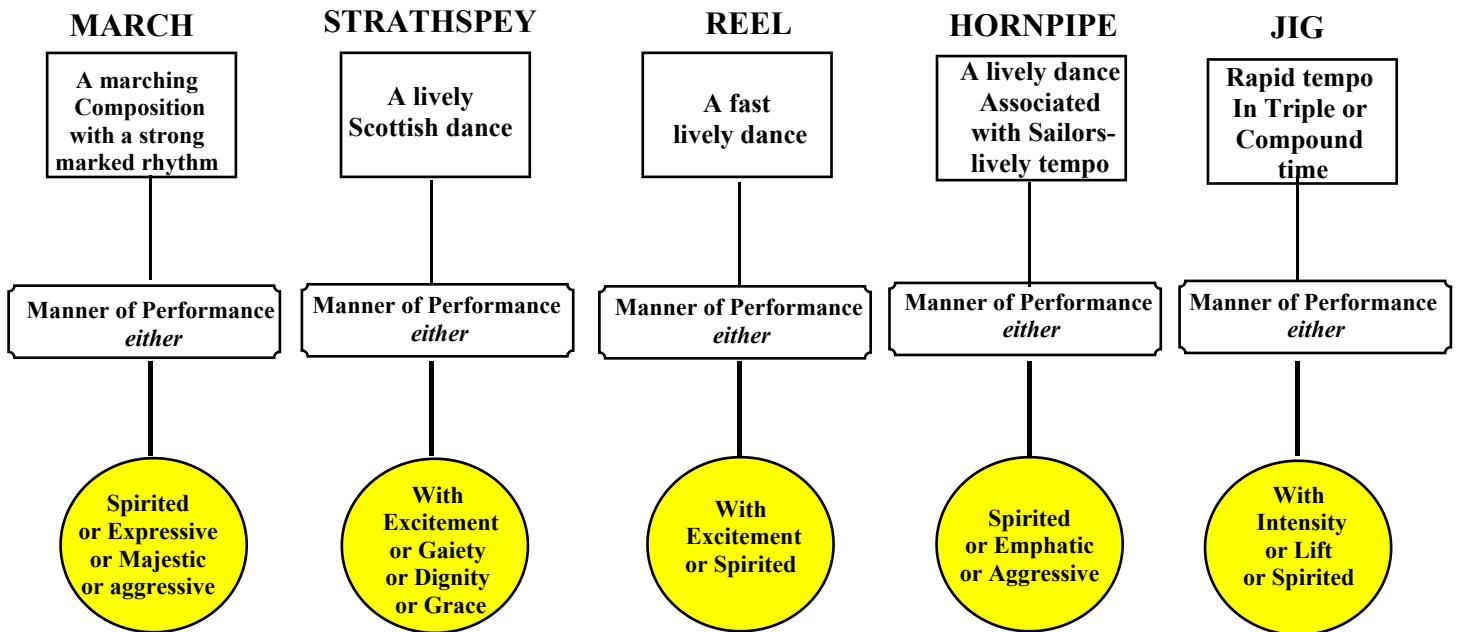 MARCH
A marching
Composition
with a strong
marked rhythm
Manner of Performance
either
Spirited
or Expressive
or Majestic
or aggressive
STRATHSPEY
A lively
Scottish dance
Manner of Performance
either
With
Excitement
or Gaiety
or Dignity
or Grace
REEL
A fast
lively dance
Manner of Performance
either
With
Excitement
or Spirited
HORNPIPE
A lively dance
Associated
with Sailors-
lively tempo
Manner of Performance
either
Spirited
or Emphatic
or Aggressive
JIG
Rapid tempo
In Triple or
Compound
time
Manner of Performance
either
With
Intensity
or Lift
or Spirited